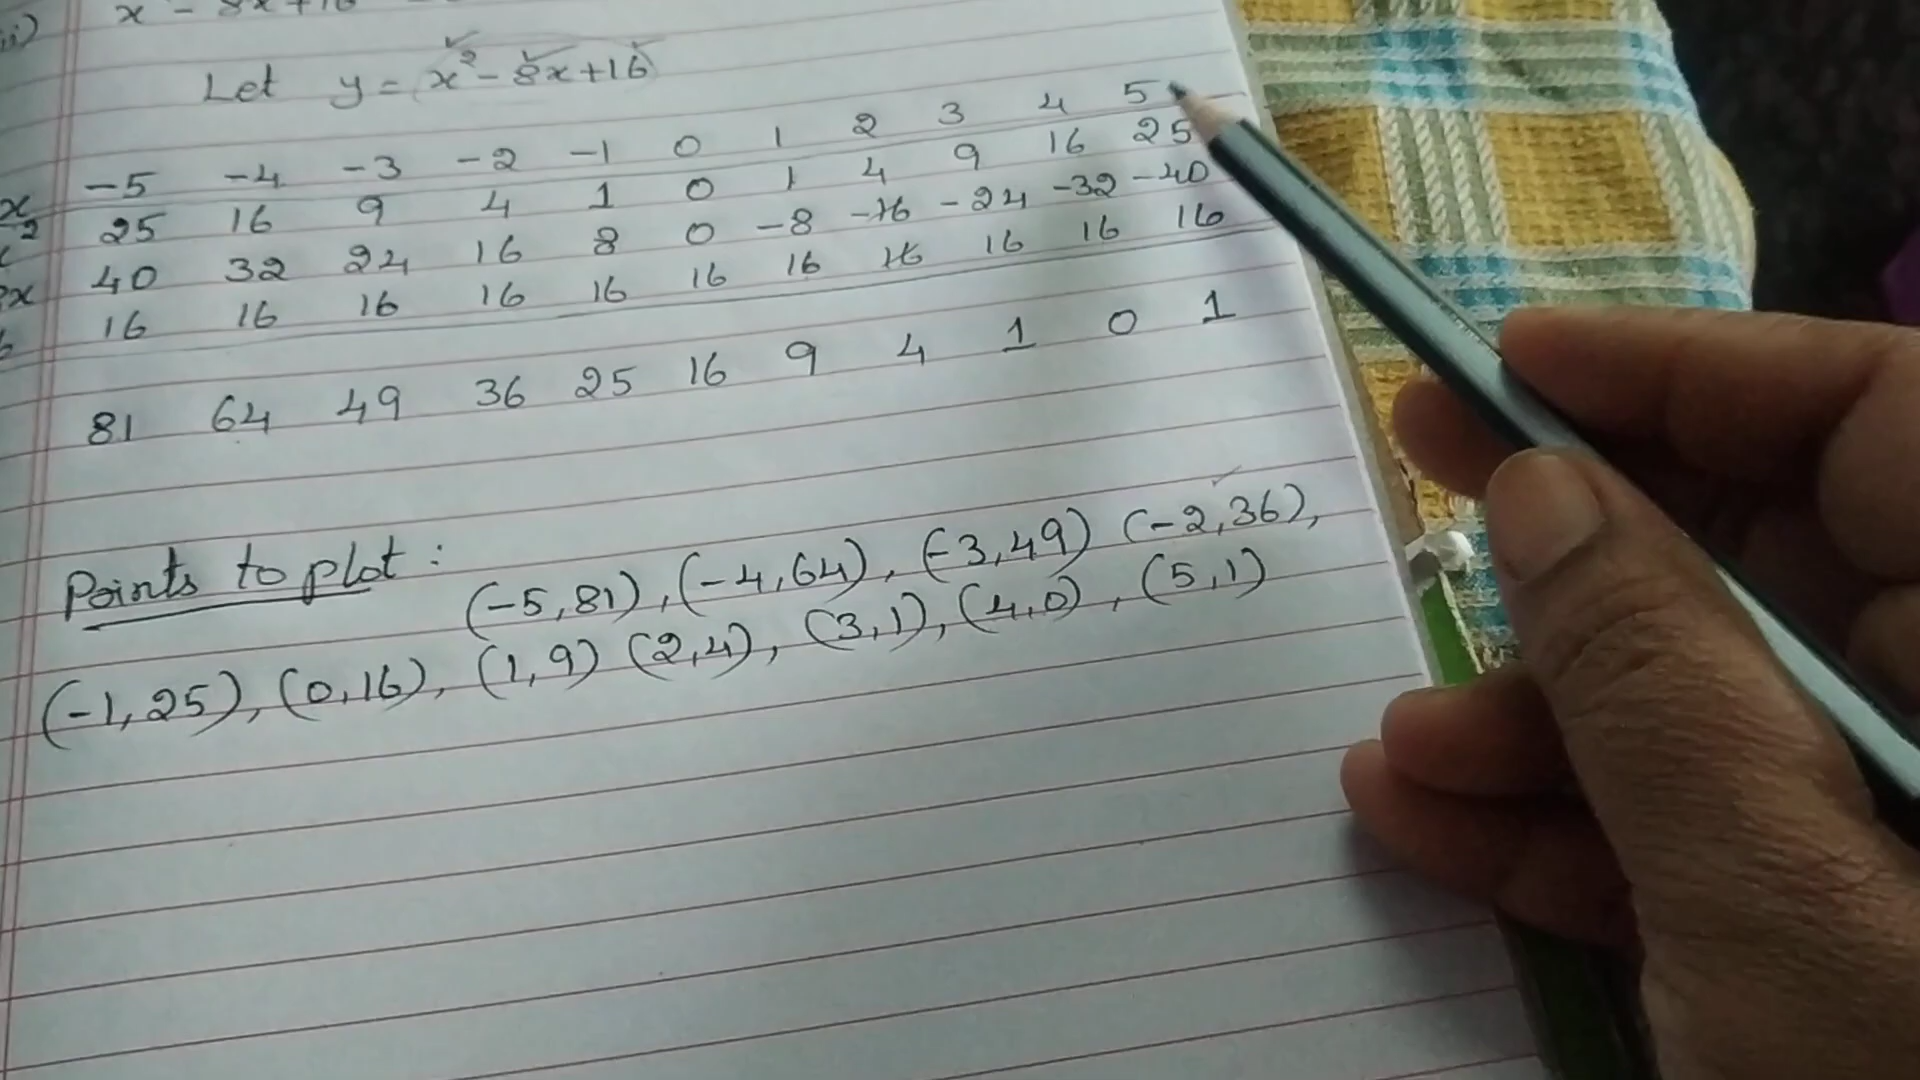 ii) x - 8x+16
Let y = x² - 8x + 16
x -5 -4 -3 -2 -1 0 1 2 3 4 5
25 16 9 4 1 0 1 4 9 16 25
x 40 32 24 16 8 0 -8 -16 -24 -32 -40
16 16 16 16 16 16 16 16 16 16 16
81 64 49 36 25 16 9 4 1 0 1
Points to plot :
(-5,81), (-4,64), (-3,49) (-2,36),
(-1,25), (0,16), (1,9) (2,4), (3,1), (4,0), (5,1)